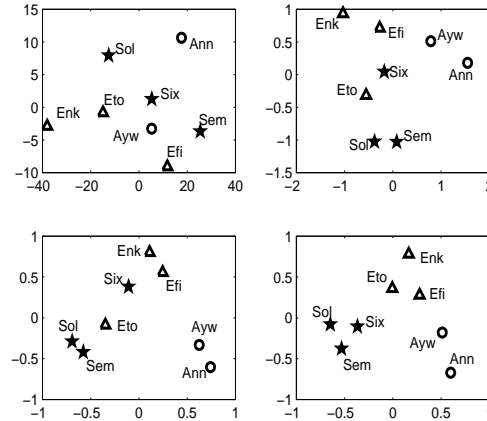 15
10
5
0
-5
-10
-40
-20
0
20
40
Sol
Ann
Enk
Eto
Six
Ayw
Sem
Efi
1
0.5
0
-0.5
-1
-1.5
-2
-1
0
1
2
Enk
Efi
Ayw
Ann
Six
Eto
Sol
Sem
1
0.5
0
-0.5
-1
-1
-0.5
0
0.5
1
Enk
Six
Efi
Sol
Eto
Sem
Ayw
Ann
1
0.5
0
-0.5
-1
-1
-0.5
0
0.5
1
Enk
Eto
Efi
Sol
Six
Sem
Ayw
Ann